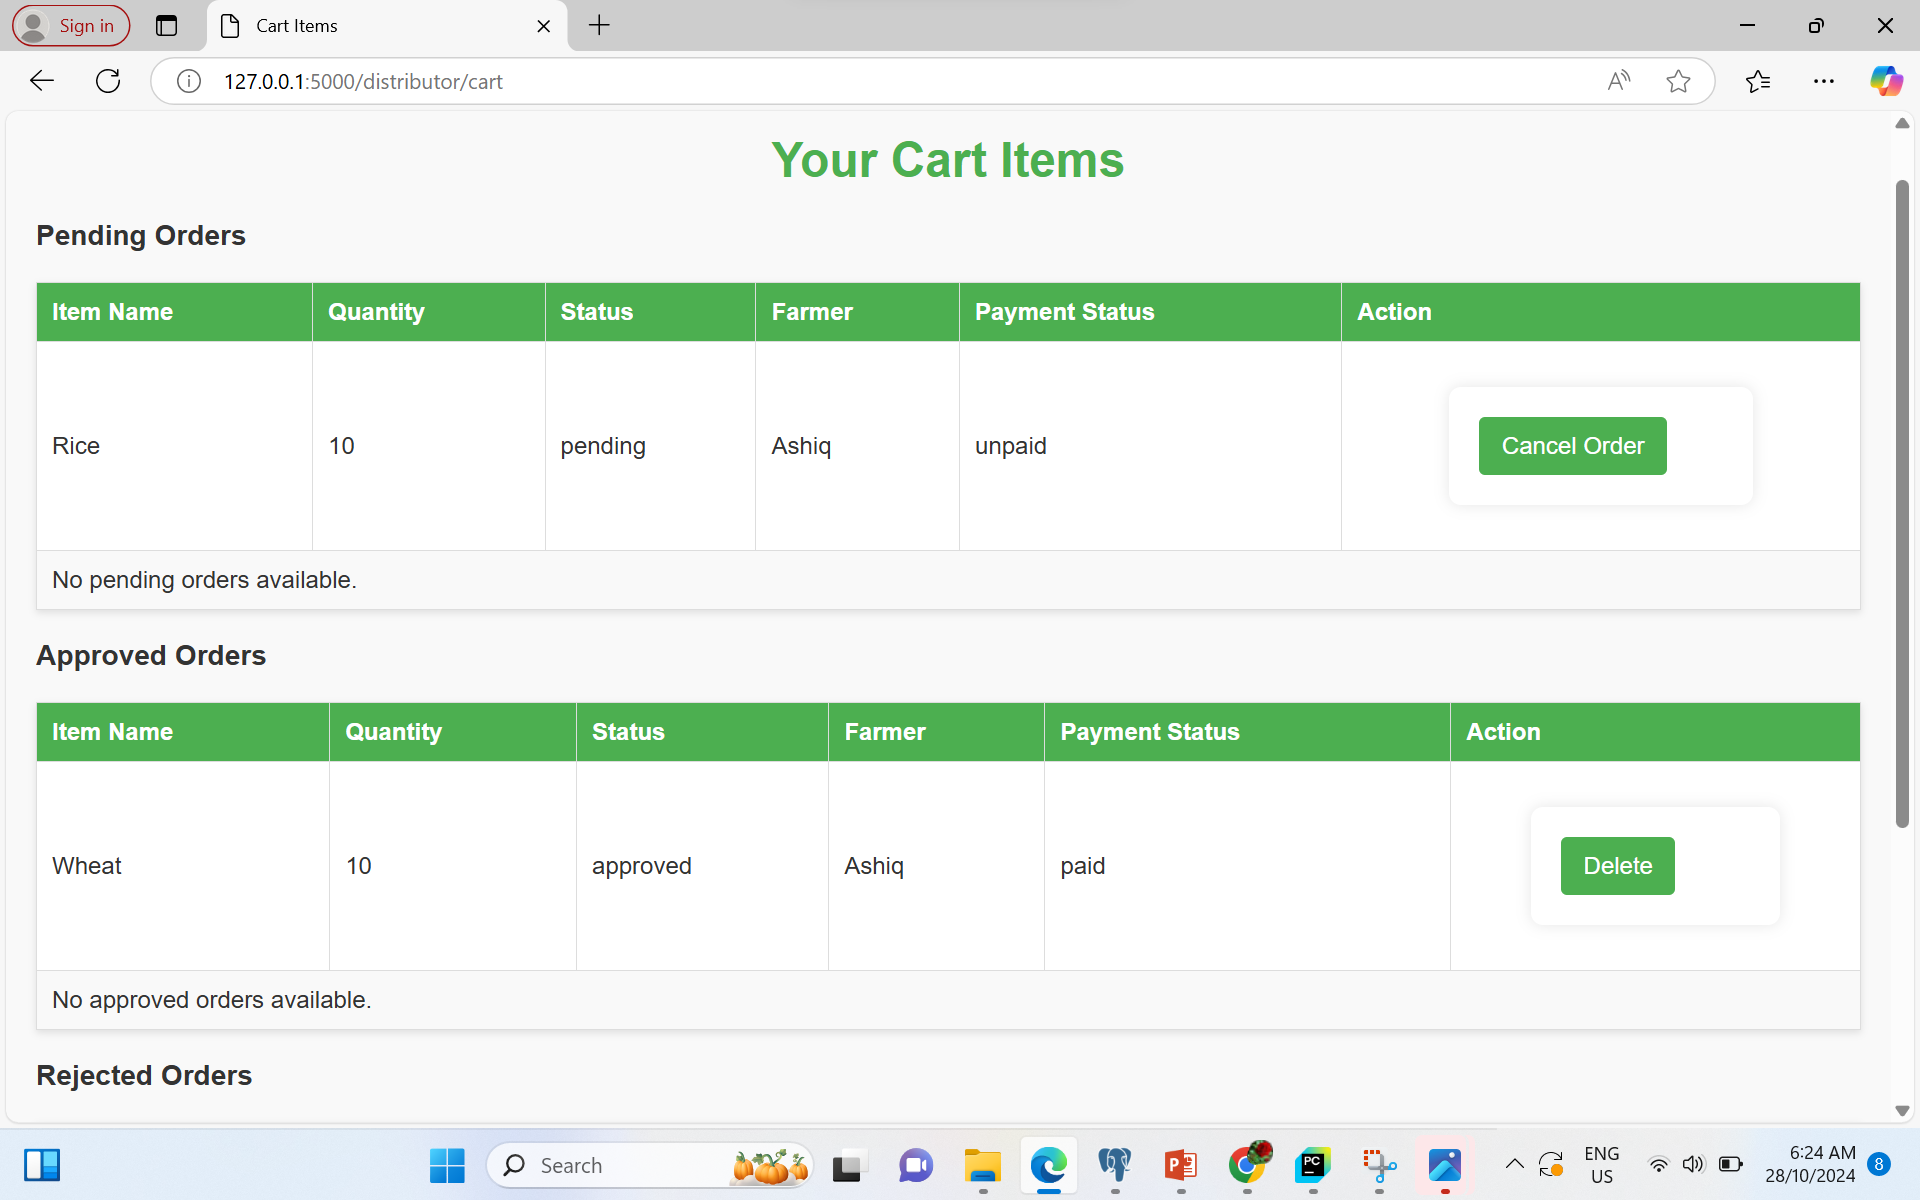 Sign in
Cart Items
127.0.0.1:5000/distributor/cart
Your Cart Items
Pending Orders
Item Name Quantity Status Farmer Payment Status Action
Rice 10 pending Ashiq unpaid Cancel Order
No pending orders available.
Approved Orders
Item Name Quantity Status Farmer Payment Status Action
Wheat 10 approved Ashiq paid Delete
No approved orders available.
Rejected Orders
Search
PC
ENG
US
6:24 AM
28/10/2024
8